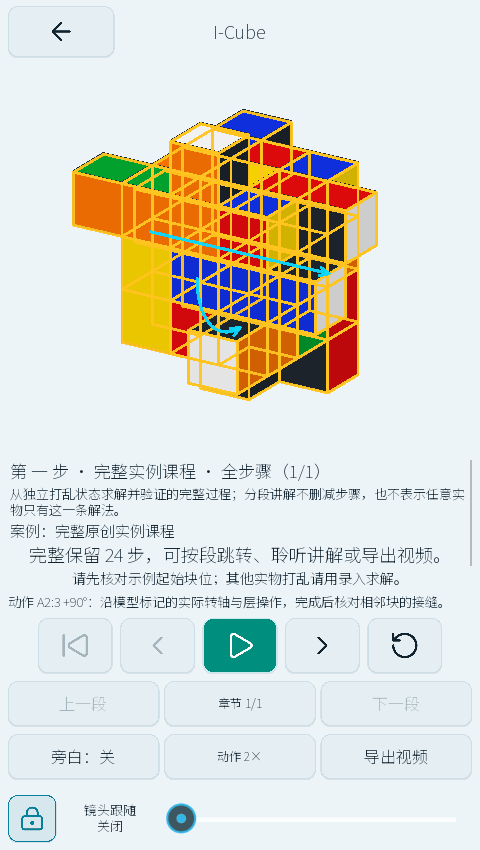 I-Cube
第一步 · 完整实例课程 · 全步骤（1/1）
从独立打乱状态求解并验证的完整过程；分段讲解不删减步骤，也不表示任意实
物只有这一条解法。
案例：完整原创实例课程
完整保留 24 步，可按段跳转、聆听讲解或导出视频。
请先核对示例起始块位；其他实物打乱请用录入求解。
动作 A2:3 +90°：沿模型标记的实际转轴与层操作，完成后核对相邻块的接缝。
上一段
章节 1/1
下一段
旁白：关
动作 2×
导出视频
镜头跟随
关闭